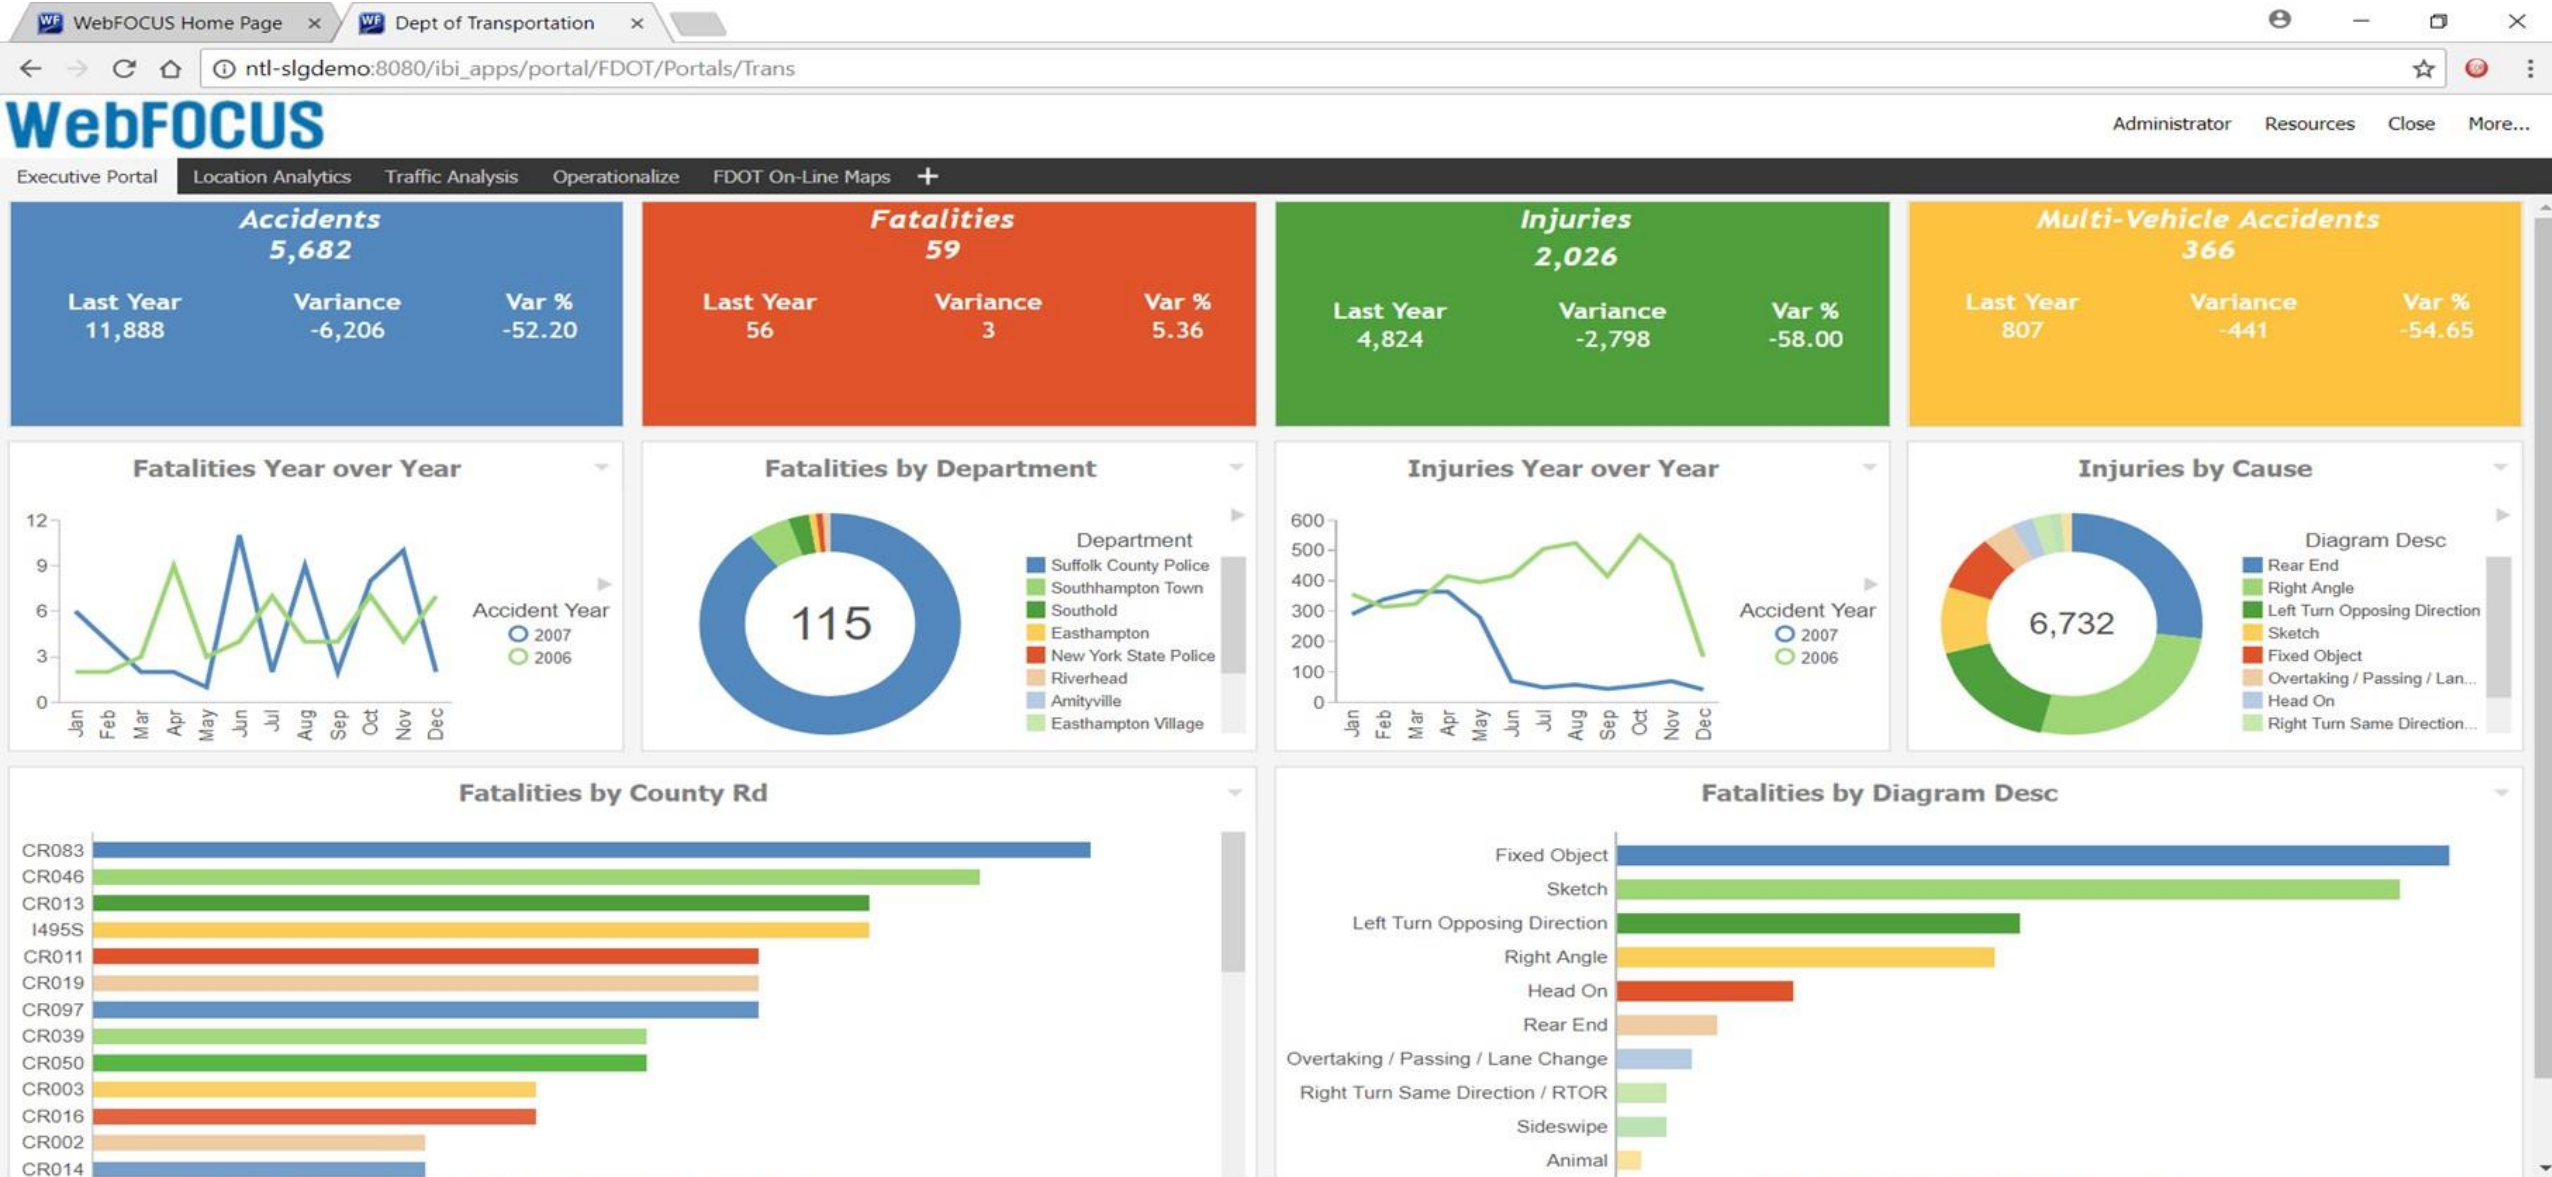 WebFOCUS Home Page
Dept of Transportation
ntl-slgdemo:8080/ibi_apps/portal/FDOT/Portals/Trans
WebFOCUS
Administrator Resources Close More...
Executive Portal Location Analytics Traffic Analysis Operationalize FDOT On-Line Maps +
Accidents
5,682
Last Year Variance Var %
11,888 -6,206 -52.20
Fatalities
59
Last Year Variance Var %
56 3 5.36
Injuries
2,026
Last Year Variance Var %
4,824 -2,798 -58.00
Multi-Vehicle Accidents
366
Last Year Variance Var %
807 -441 -54.65
Fatalities Year over Year
12
9
6
3
0
Jan Feb Mar Apr May Jun Jul Aug Sep Oct Nov Dec
Accident Year
2007
2006
Fatalities by Department
115
Department
Suffolk County Police
Southhampton Town
Southold
Easthampton
New York State Police
Riverhead
Amityville
Easthampton Village
Injuries Year over Year
600
500
400
300
200
100
0
Jan Feb Mar Apr May Jun Jul Aug Sep Oct Nov Dec
Accident Year
2007
2006
Injuries by Cause
6,732
Diagram Desc
Rear End
Right Angle
Left Turn Opposing Direction
Sketch
Fixed Object
Overtaking / Passing / Lan...
Head On
Right Turn Same Direction...
Fatalities by County Rd
CR083
CR046
CR013
I495S
CR011
CR019
CR097
CR039
CR050
CR003
CR016
CR002
CR014
Fatalities by Diagram Desc
Fixed Object
Sketch
Left Turn Opposing Direction
Right Angle
Head On
Rear End
Overtaking / Passing / Lane Change
Right Turn Same Direction / RTOR
Sideswipe
Animal